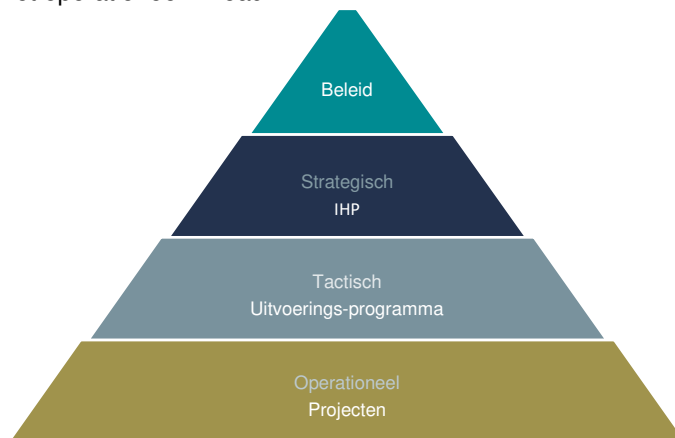 Beleid
Strategisch
IHP
Tactisch
Uitvoerings-programma
Operationeel
Projecten